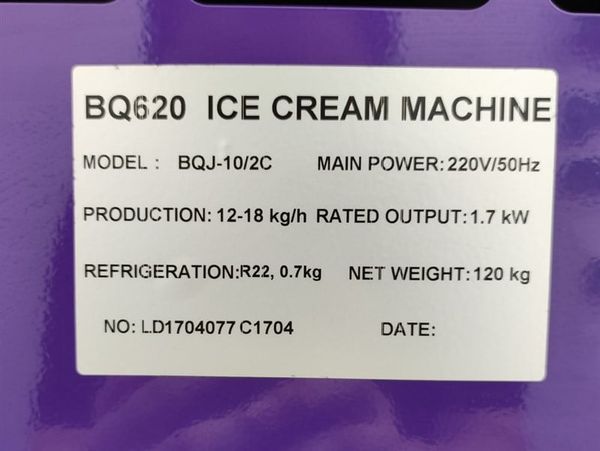 BQ620 ICE CREAM MACHINE
MODEL : BQJ-10/2C MAIN POWER: 220V/50Hz
PRODUCTION: 12-18 kg/h RATED OUTPUT: 1.7 kW
REFRIGERATION:R22, 0.7kg NET WEIGHT: 120 kg
NO: LD1704077 C1704 DATE: